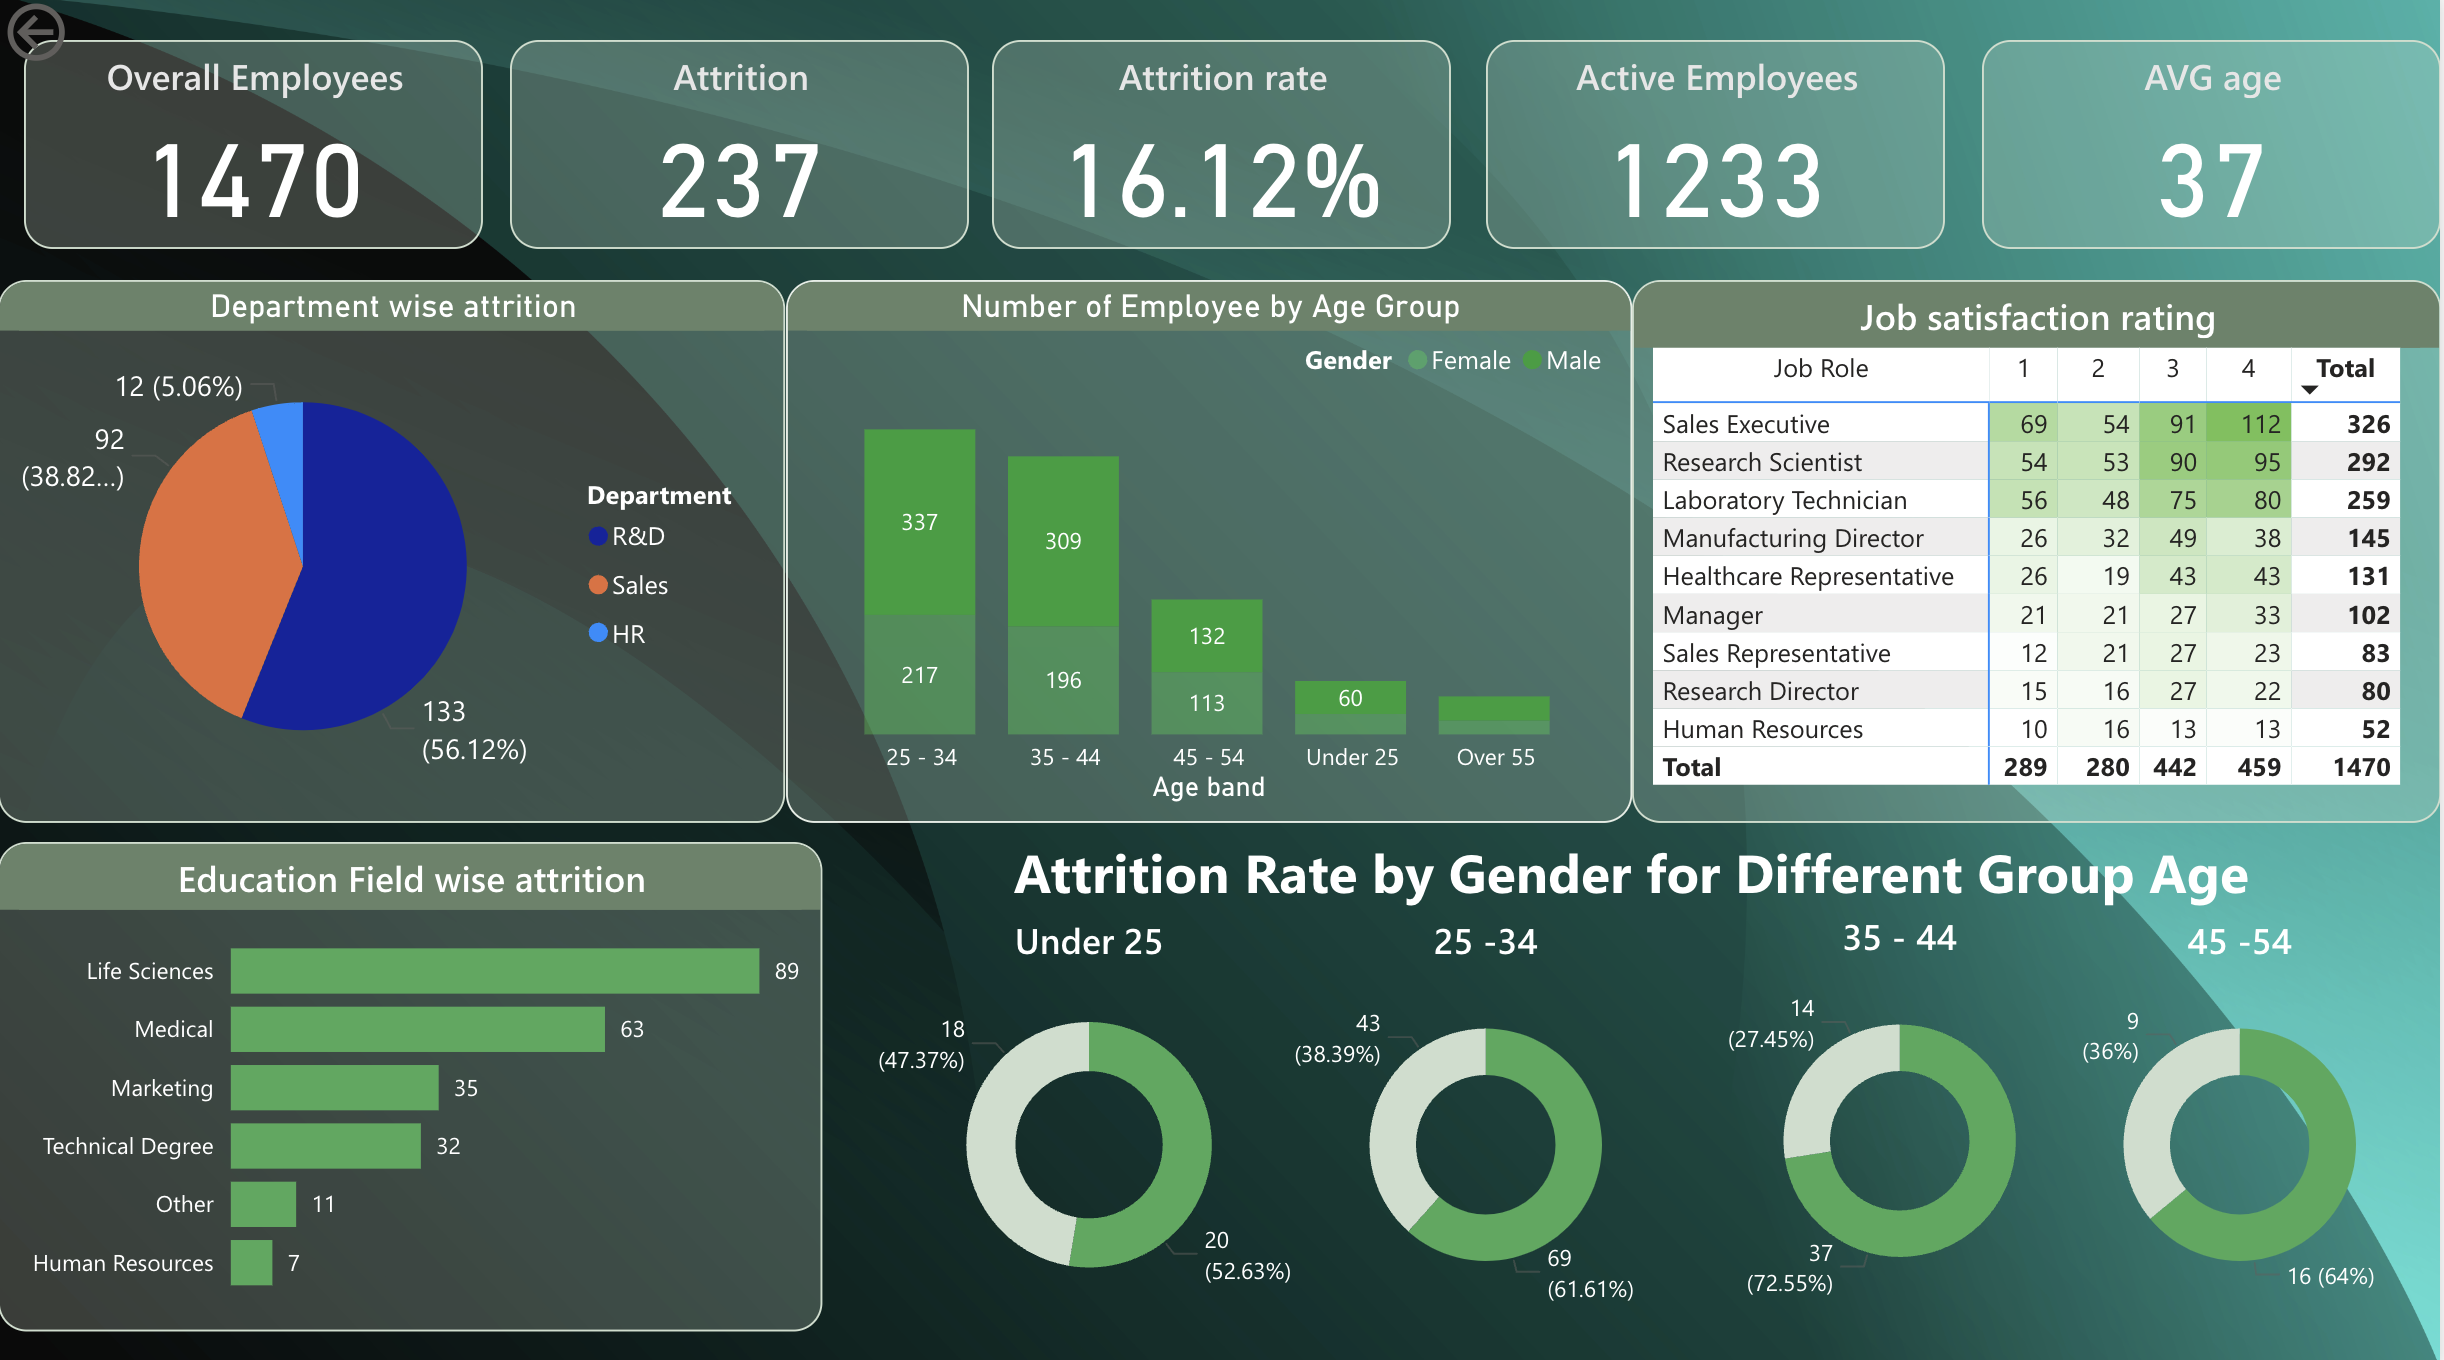 Overall Employees
1470
Attrition
237
Attrition rate
16.12%
Active Employees
1233
AVG age
37
Department wise attrition
12 (5.06%)
92
(38.82...)
133
(56.12%)
Department
R&D
Sales
HR
Number of Employee by Age Group
Gender Female Male
337
309
132
60
217
196
113
25 - 34 35 - 44 45 - 54 Under 25 Over 55
Age band
Job satisfaction rating
Job Role 1 2 3 4 Total
Sales Executive 69 54 91 112 326
Research Scientist 54 53 90 95 292
Laboratory Technician 56 48 75 80 259
Manufacturing Director 26 32 49 38 145
Healthcare Representative 26 19 43 43 131
Manager 21 21 27 33 102
Sales Representative 12 21 27 23 83
Research Director 15 16 27 22 80
Human Resources 10 16 13 13 52
Total 289 280 442 459 1470
Education Field wise attrition
Life Sciences 89
Medical 63
Marketing 35
Technical Degree 32
Other 11
Human Resources 7
Attrition Rate by Gender for Different Group Age
Under 25
18
(47.37%)
20
(52.63%)
25 -34
43
(38.39%)
69
(61.61%)
35 - 44
14
(27.45%)
37
(72.55%)
45 -54
9
(36%)
16 (64%)